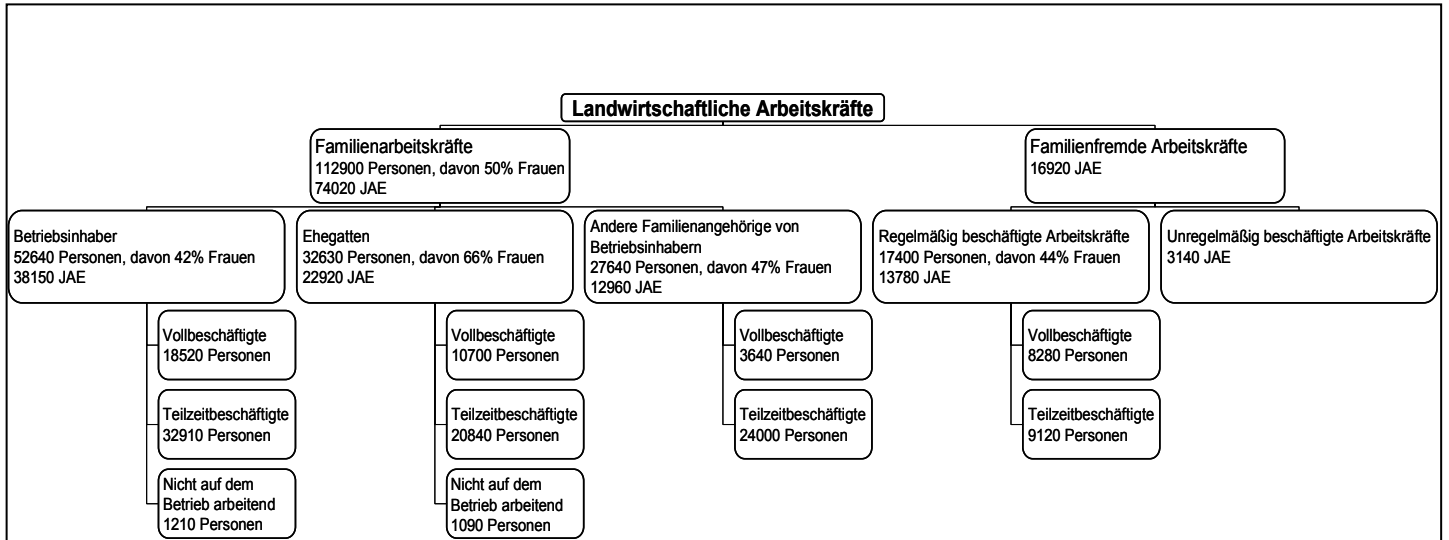 Landwirtschaftliche Arbeitskräfte
Familienarbeitskräfte
112900 Personen, davon 50% Frauen
74020 JAE
Familienfremde Arbeitskräfte
16920 JAE
Betriebsinhaber
52640 Personen, davon 42% Frauen
38150 JAE
Ehegatten
32630 Personen, davon 66% Frauen
22920 JAE
Andere Familienangehörige von
Betriebsinhabern
27640 Personen, davon 47% Frauen
12960 JAE
Regelmäßig beschäftigte Arbeitskräfte
17400 Personen, davon 44% Frauen
13780 JAE
Unregelmäßig beschäftigte Arbeitskräfte
3140 JAE
Vollbeschäftigte
18520 Personen
Vollbeschäftigte
10700 Personen
Vollbeschäftigte
3640 Personen
Vollbeschäftigte
8280 Personen
Teilzeitbeschäftigte
32910 Personen
Teilzeitbeschäftigte
20840 Personen
Teilzeitbeschäftigte
24000 Personen
Teilzeitbeschäftigte
9120 Personen
Nicht auf dem
Betrieb arbeitend
1210 Personen
Nicht auf dem
Betrieb arbeitend
1090 Personen